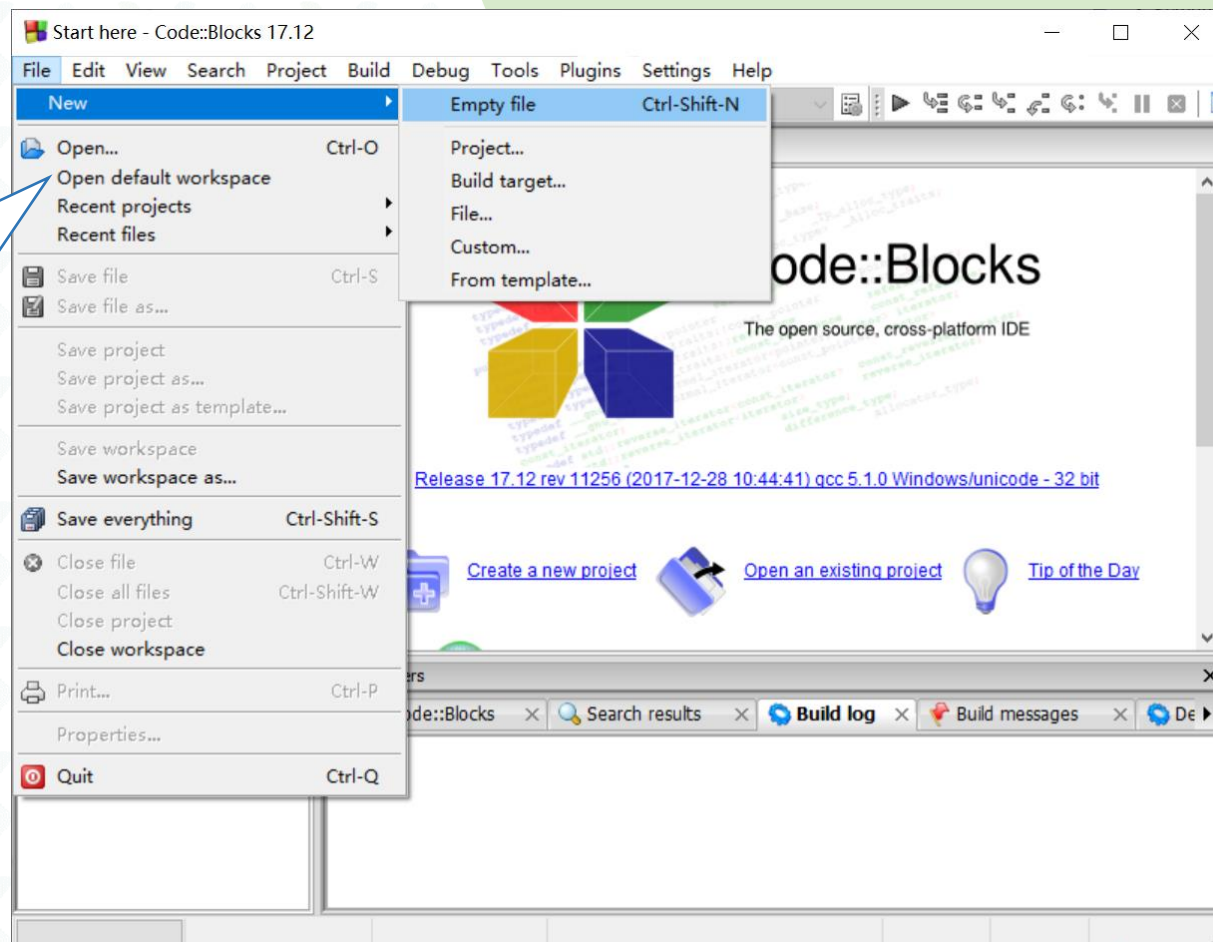 Start here - Code::Blocks 17.12
File Edit View Search Project Build Debug Tools Plugins Settings Help
New
Open... Ctrl-O
Open default workspace
Recent projects
Recent files
Save file Ctrl-S
Save file as...
Save project
Save project as...
Save project as template...
Save workspace
Save workspace as...
Save everything Ctrl-Shift-S
Close file Ctrl-W
Close all files Ctrl-Shift-W
Close project
Close workspace
Print... Ctrl-P
Properties...
Quit Ctrl-Q
Empty file Ctrl-Shift-N
Project...
Build target...
File...
Custom...
From template...
ode::Blocks
The open source, cross-platform IDE
Release 17.12 rev 11256 (2017-12-28 10:44:41) gcc 5.1.0 Windows/unicode - 32 bit
Create a new project Open an existing project Tip of the Day
ers
ode::Blocks Search results Build log Build messages De